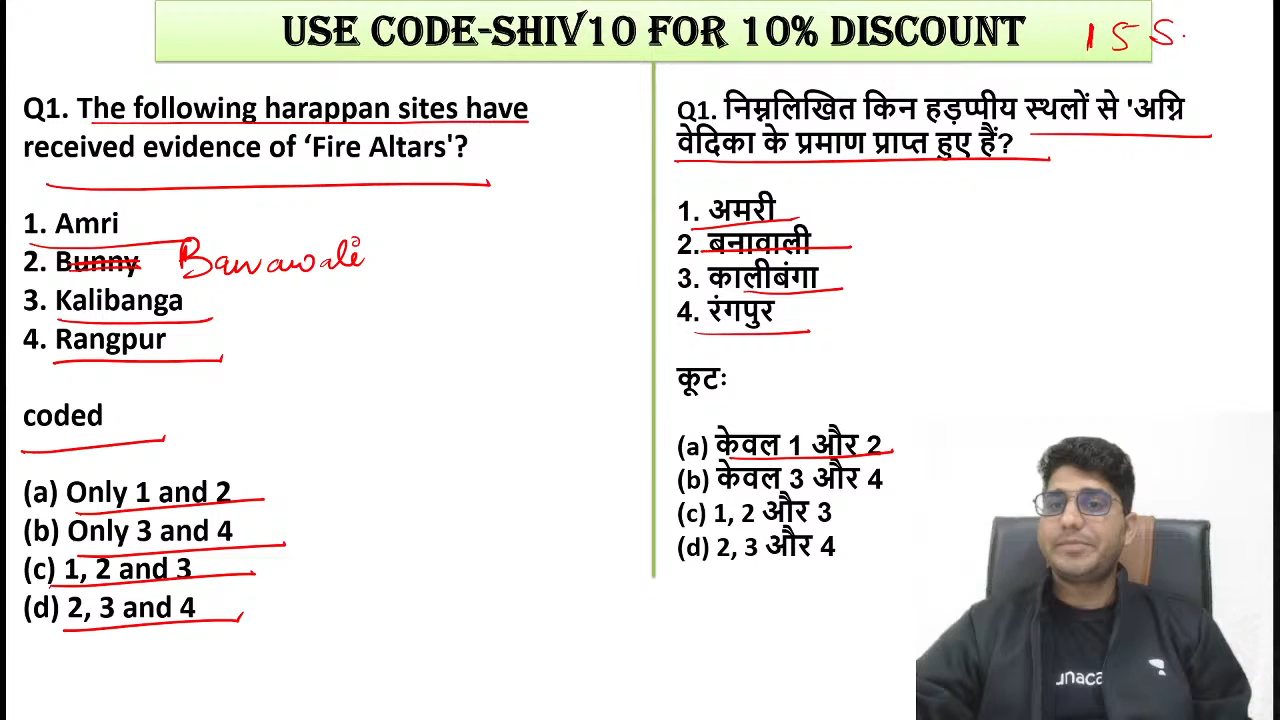 USE CODE-SHIV10 FOR 10% DISCOUNT
155.
Q1. The following harappan sites have
received evidence of ‘Fire Altars'?
1. Amri
2. Bunny Banawali
3. Kalibanga
4. Rangpur
coded
(a) Only 1 and 2
(b) Only 3 and 4
(c) 1, 2 and 3
(d) 2, 3 and 4
Q1. निम्नलिखित किन हड़प्पीय स्थलों से 'अग्नि
वेदिका के प्रमाण प्राप्त हुए हैं?
1. अमरी
2. बनावाली
3. कालीबंगा
4. रंगपुर
कूटः
(a) केवल 1 और 2
(b) केवल 3 और 4
(c) 1, 2 और 3
(d) 2, 3 और 4
unaca